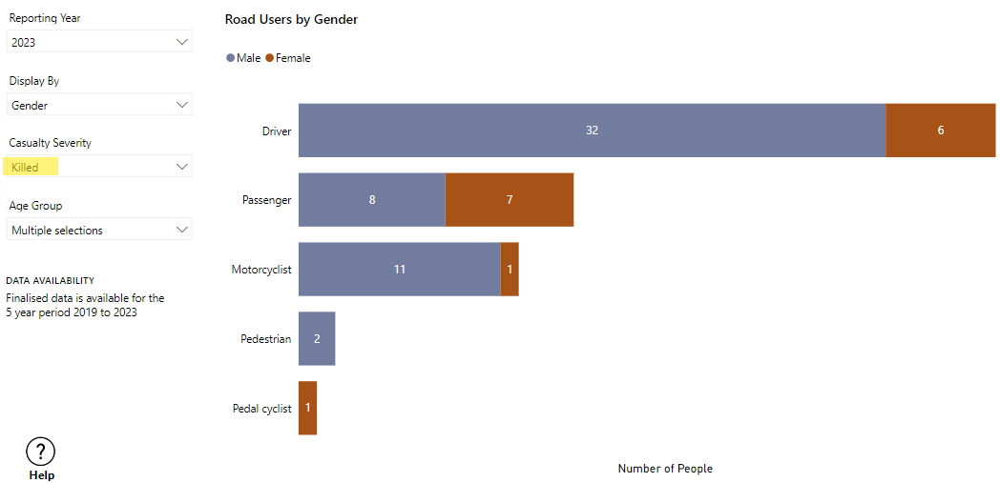 Reporting Year
2023
Display By
Gender
Casualty Severity
Killed
Age Group
Multiple selections
DATA AVAILABILITY
Finalised data is available for the
5 year period 2019 to 2023
?
Help
Road Users by Gender
Male Female
Driver 32 6
Passenger 8 7
Motorcyclist 11 1
Pedestrian 2
Pedal cyclist 1
Number of People